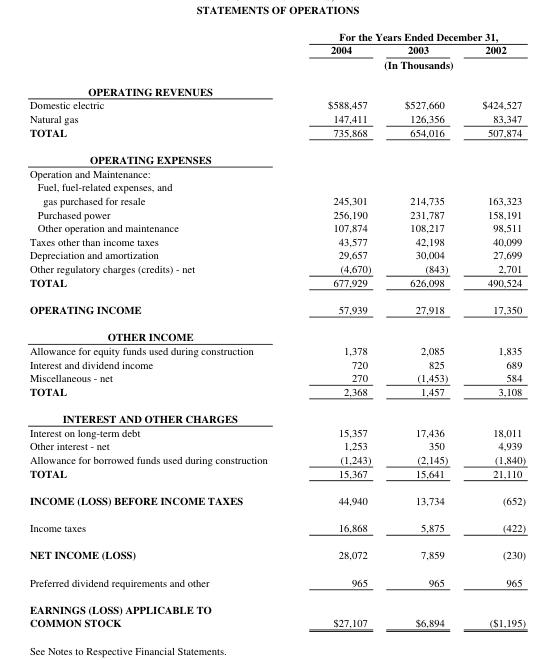 STATEMENTS OF OPERATIONS
For the Years Ended December 31,
2004 2003 2002
(In Thousands)
OPERATING REVENUES
Domestic electric $588,457 $527,660 $424,527
Natural gas 147,411 126,356 83,347
TOTAL 735,868 654,016 507,874
OPERATING EXPENSES
Operation and Maintenance:
Fuel, fuel-related expenses, and
gas purchased for resale 245,301 214,735 163,323
Purchased power 256,190 231,787 158,191
Other operation and maintenance 107,874 108,217 98,511
Taxes other than income taxes 43,577 42,198 40,099
Depreciation and amortization 29,657 30,004 27,699
Other regulatory charges (credits) - net (4,670) (843) 2,701
TOTAL 677,929 626,098 490,524
OPERATING INCOME 57,939 27,918 17,350
OTHER INCOME
Allowance for equity funds used during construction 1,378 2,085 1,835
Interest and dividend income 720 825 689
Miscellaneous - net 270 (1,453) 584
TOTAL 2,368 1,457 3,108
INTEREST AND OTHER CHARGES
Interest on long-term debt 15,357 17,436 18,011
Other interest - net 1,253 350 4,939
Allowance for borrowed funds used during construction (1,243) (2,145) (1,840)
TOTAL 15,367 15,641 21,110
INCOME (LOSS) BEFORE INCOME TAXES 44,940 13,734 (652)
Income taxes 16,868 5,875 (422)
NET INCOME (LOSS) 28,072 7,859 (230)
Preferred dividend requirements and other 965 965 965
EARNINGS (LOSS) APPLICABLE TO
COMMON STOCK $27,107 $6,894 ($1,195)
See Notes to Respective Financial Statements.